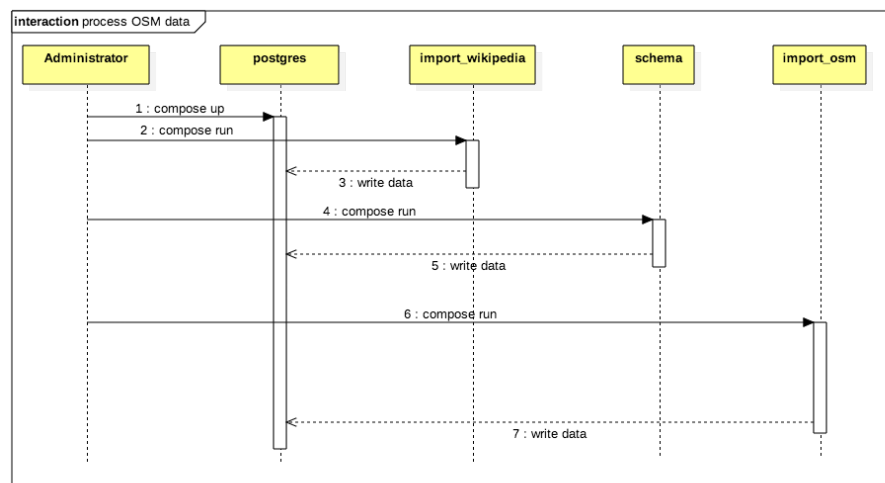 interaction process OSM data
Administrator
postgres
import_wikipedia
schema
import_osm
1 : compose up
2 : compose run
3 : write data
4 : compose run
5 : write data
6 : compose run
7 : write data